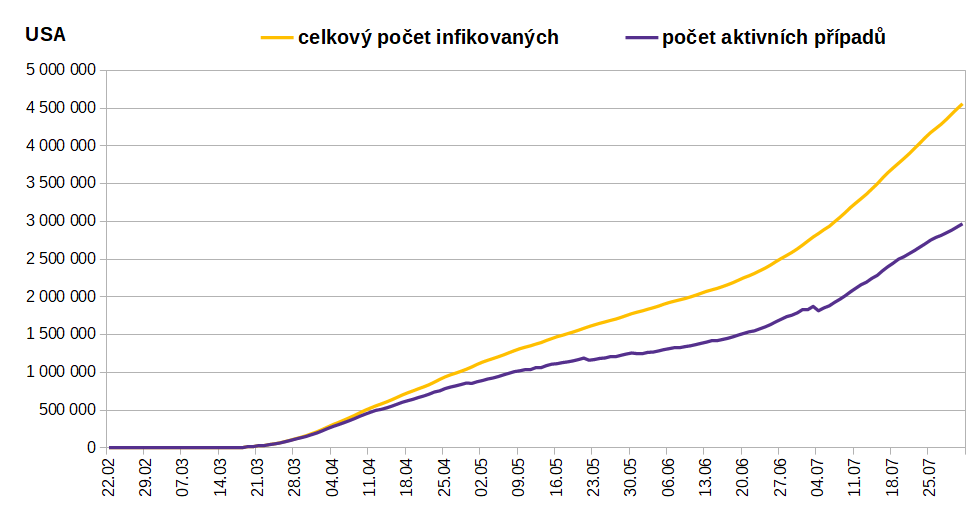 USA
celkový počet infikovaných
počet aktivních případů
5 000 000
4 500 000
4 000 000
3 500 000
3 000 000
2 500 000
2 000 000
1 500 000
1 000 000
500 000
0
22.02
29.02
07.03
14.03
21.03
28.03
04.04
11.04
18.04
25.04
02.05
09.05
16.05
23.05
30.05
06.06
13.06
20.06
27.06
04.07
11.07
18.07
25.07